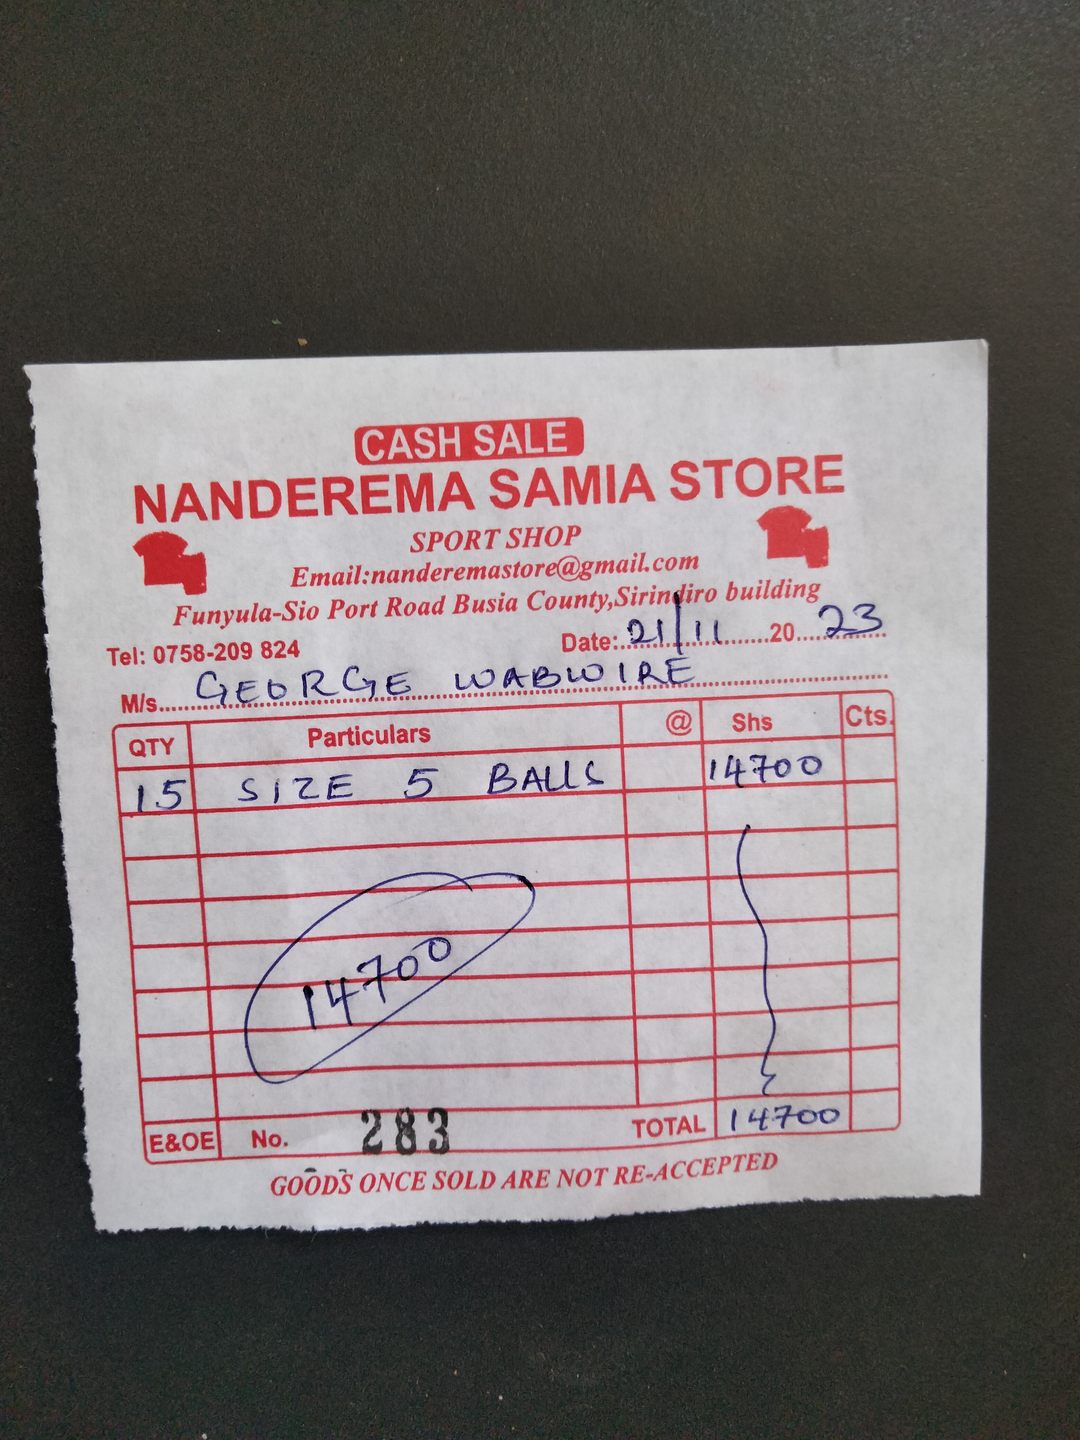 CASH SALE
NANDEREMA SAMIA STORE
SPORT SHOP
Email:nanderemastore@gmail.com
Funyula-Sio Port Road Busia County,Sirindiro building
Tel: 0758-209 824 Date:..21/11........20...23
M/s....GEORGE WABWIRE
QTY Particulars @ Shs Cts.
15 SIZE 5 BALLS 14700
14700
E&OE No. 283 TOTAL 14700
GOODS ONCE SOLD ARE NOT RE-ACCEPTED